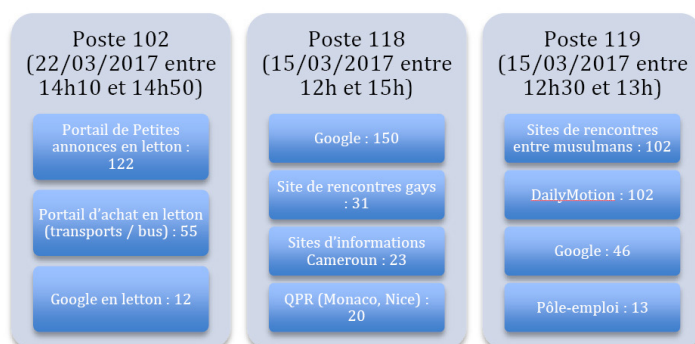 Poste 102
(22/03/2017 entre
14h10 et 14h50)
Portail de Petites
annonces en letton :
122
Portail d'achat en letton
(transports / bus) : 55
Google en letton : 12
Poste 118
(15/03/2017 entre
12h et 15h)
Google : 150
Site de rencontres gays
: 31
Sites d'informations
Cameroun : 23
QPR (Monaco, Nice) :
20
Poste 119
(15/03/2017 entre
12h30 et 13h)
Sites de rencontres
entre musulmans : 102
DailyMotion : 102
Google : 46
Pôle-emploi : 13